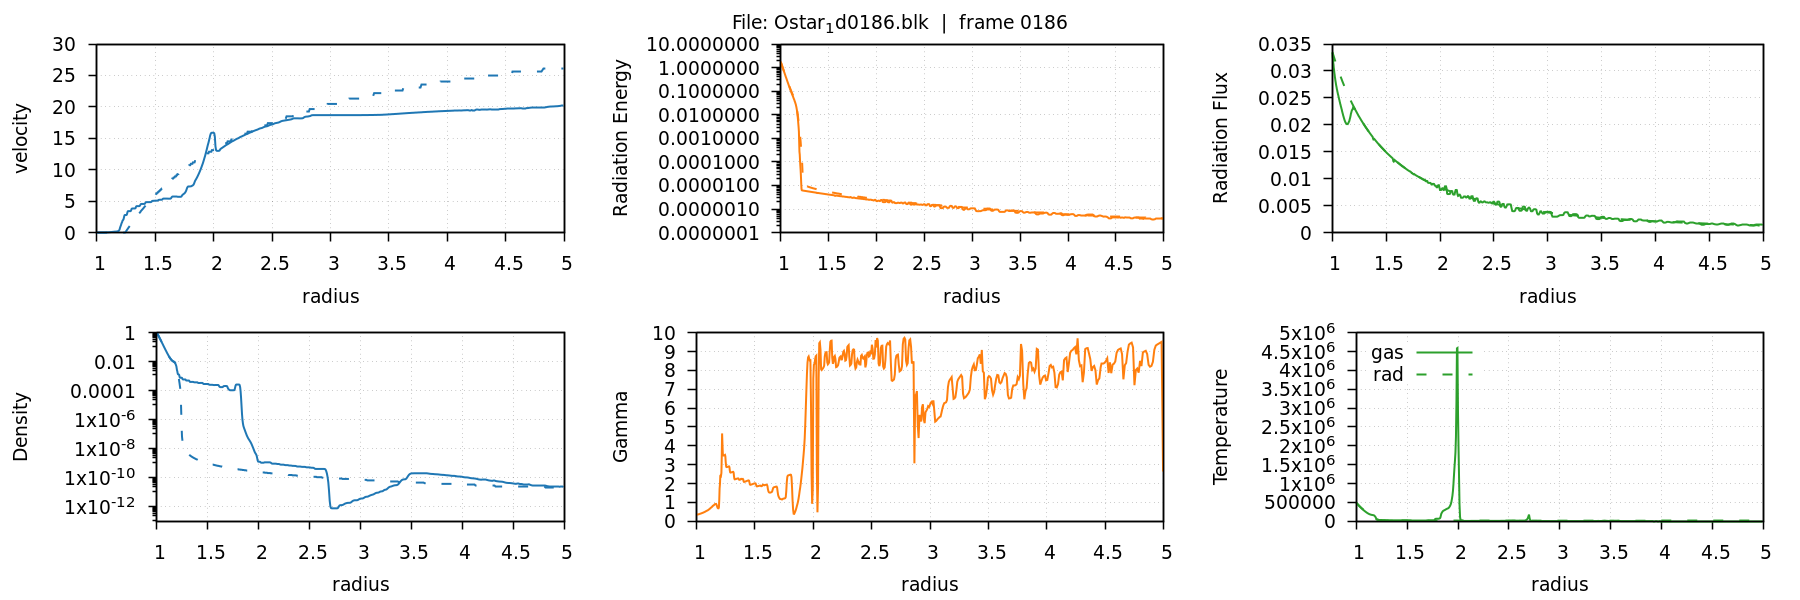 File: Ostar1d0186.blk | frame 0186
velocity
30
25
20
15
10
5
0
1 1.5 2 2.5 3 3.5 4 4.5 5
radius
Radiation Energy
10.0000000
1.0000000
0.1000000
0.0100000
0.0010000
0.0001000
0.0000100
0.0000010
0.0000001
1 1.5 2 2.5 3 3.5 4 4.5 5
radius
Radiation Flux
0.035
0.03
0.025
0.02
0.015
0.01
0.005
0
1 1.5 2 2.5 3 3.5 4 4.5 5
radius
Density
1
0.01
0.0001
1x10-6
1x10-8
1x10-10
1x10-12
1 1.5 2 2.5 3 3.5 4 4.5 5
radius
Gamma
10
9
8
7
6
5
4
3
2
1
0
1 1.5 2 2.5 3 3.5 4 4.5 5
radius
Temperature
5x106
4.5x106
4x106
3.5x106
3x106
2.5x106
2x106
1.5x106
1x106
500000
0
gas
rad
1 1.5 2 2.5 3 3.5 4 4.5 5
radius